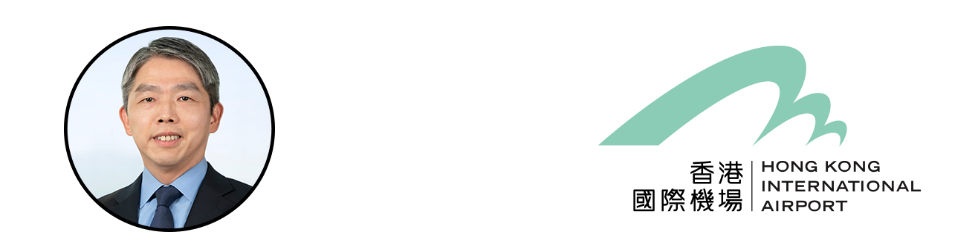 香港
國際機場
HONG KONG
INTERNATIONAL
AIRPORT